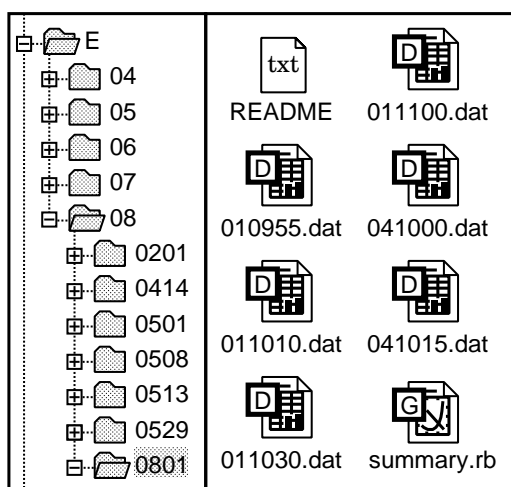 E
04
05
06
07
08
0201
0414
0501
0508
0513
0529
0801
txt D
README 011100.dat
D D
010955.dat 041000.dat
D D
011010.dat 041015.dat
D G
011030.dat summary.rb